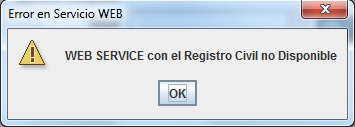 Error en Servicio WEB
WEB SERVICE con el Registro Civil no Disponible
OK